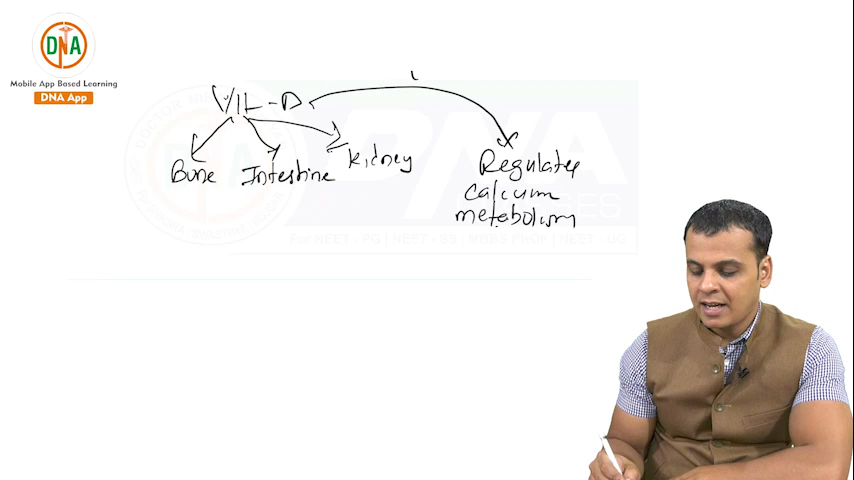 DNA
Mobile App Based Learning
DNA App
Vit-D
Bone Intestine kidney
Regulates
calcium
metabolism